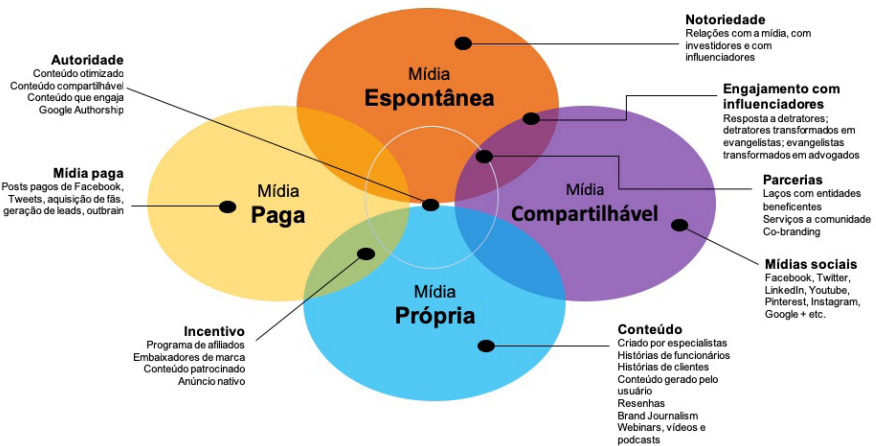 Notoriedade
Relações com a mídia, com
investidores e com
influenciadores
Autoridade
Conteúdo otimizado
Conteúdo compartilhável
Conteúdo que engaja
Google Authorship
Mídia
Espontânea
Engajamento com
influenciadores
Resposta a detratores;
detratores transformados em
evangelistas; evangelistas
transformados em advogados
Mídia paga
Posts pagos de Facebook,
Tweets, aquisição de fãs,
geração de leads, outbrain
Mídia
Paga
Mídia
Compartilhável
Parcerias
Laços com entidades
beneficentes
Serviços a comunidade
Co-branding
Mídias sociais
Facebook, Twitter,
LinkedIn, Youtube,
Pinterest, Instagram,
Google + etc.
Mídia
Própria
Incentivo
Programa de afiliados
Embaixadores de marca
Conteúdo patrocinado
Anúncio nativo
Conteúdo
Criado por especialistas
Histórias de funcionários
Histórias de clientes
Conteúdo gerado pelo
usuário
Resenhas
Brand Journalism
Webinars, vídeos e
podcasts